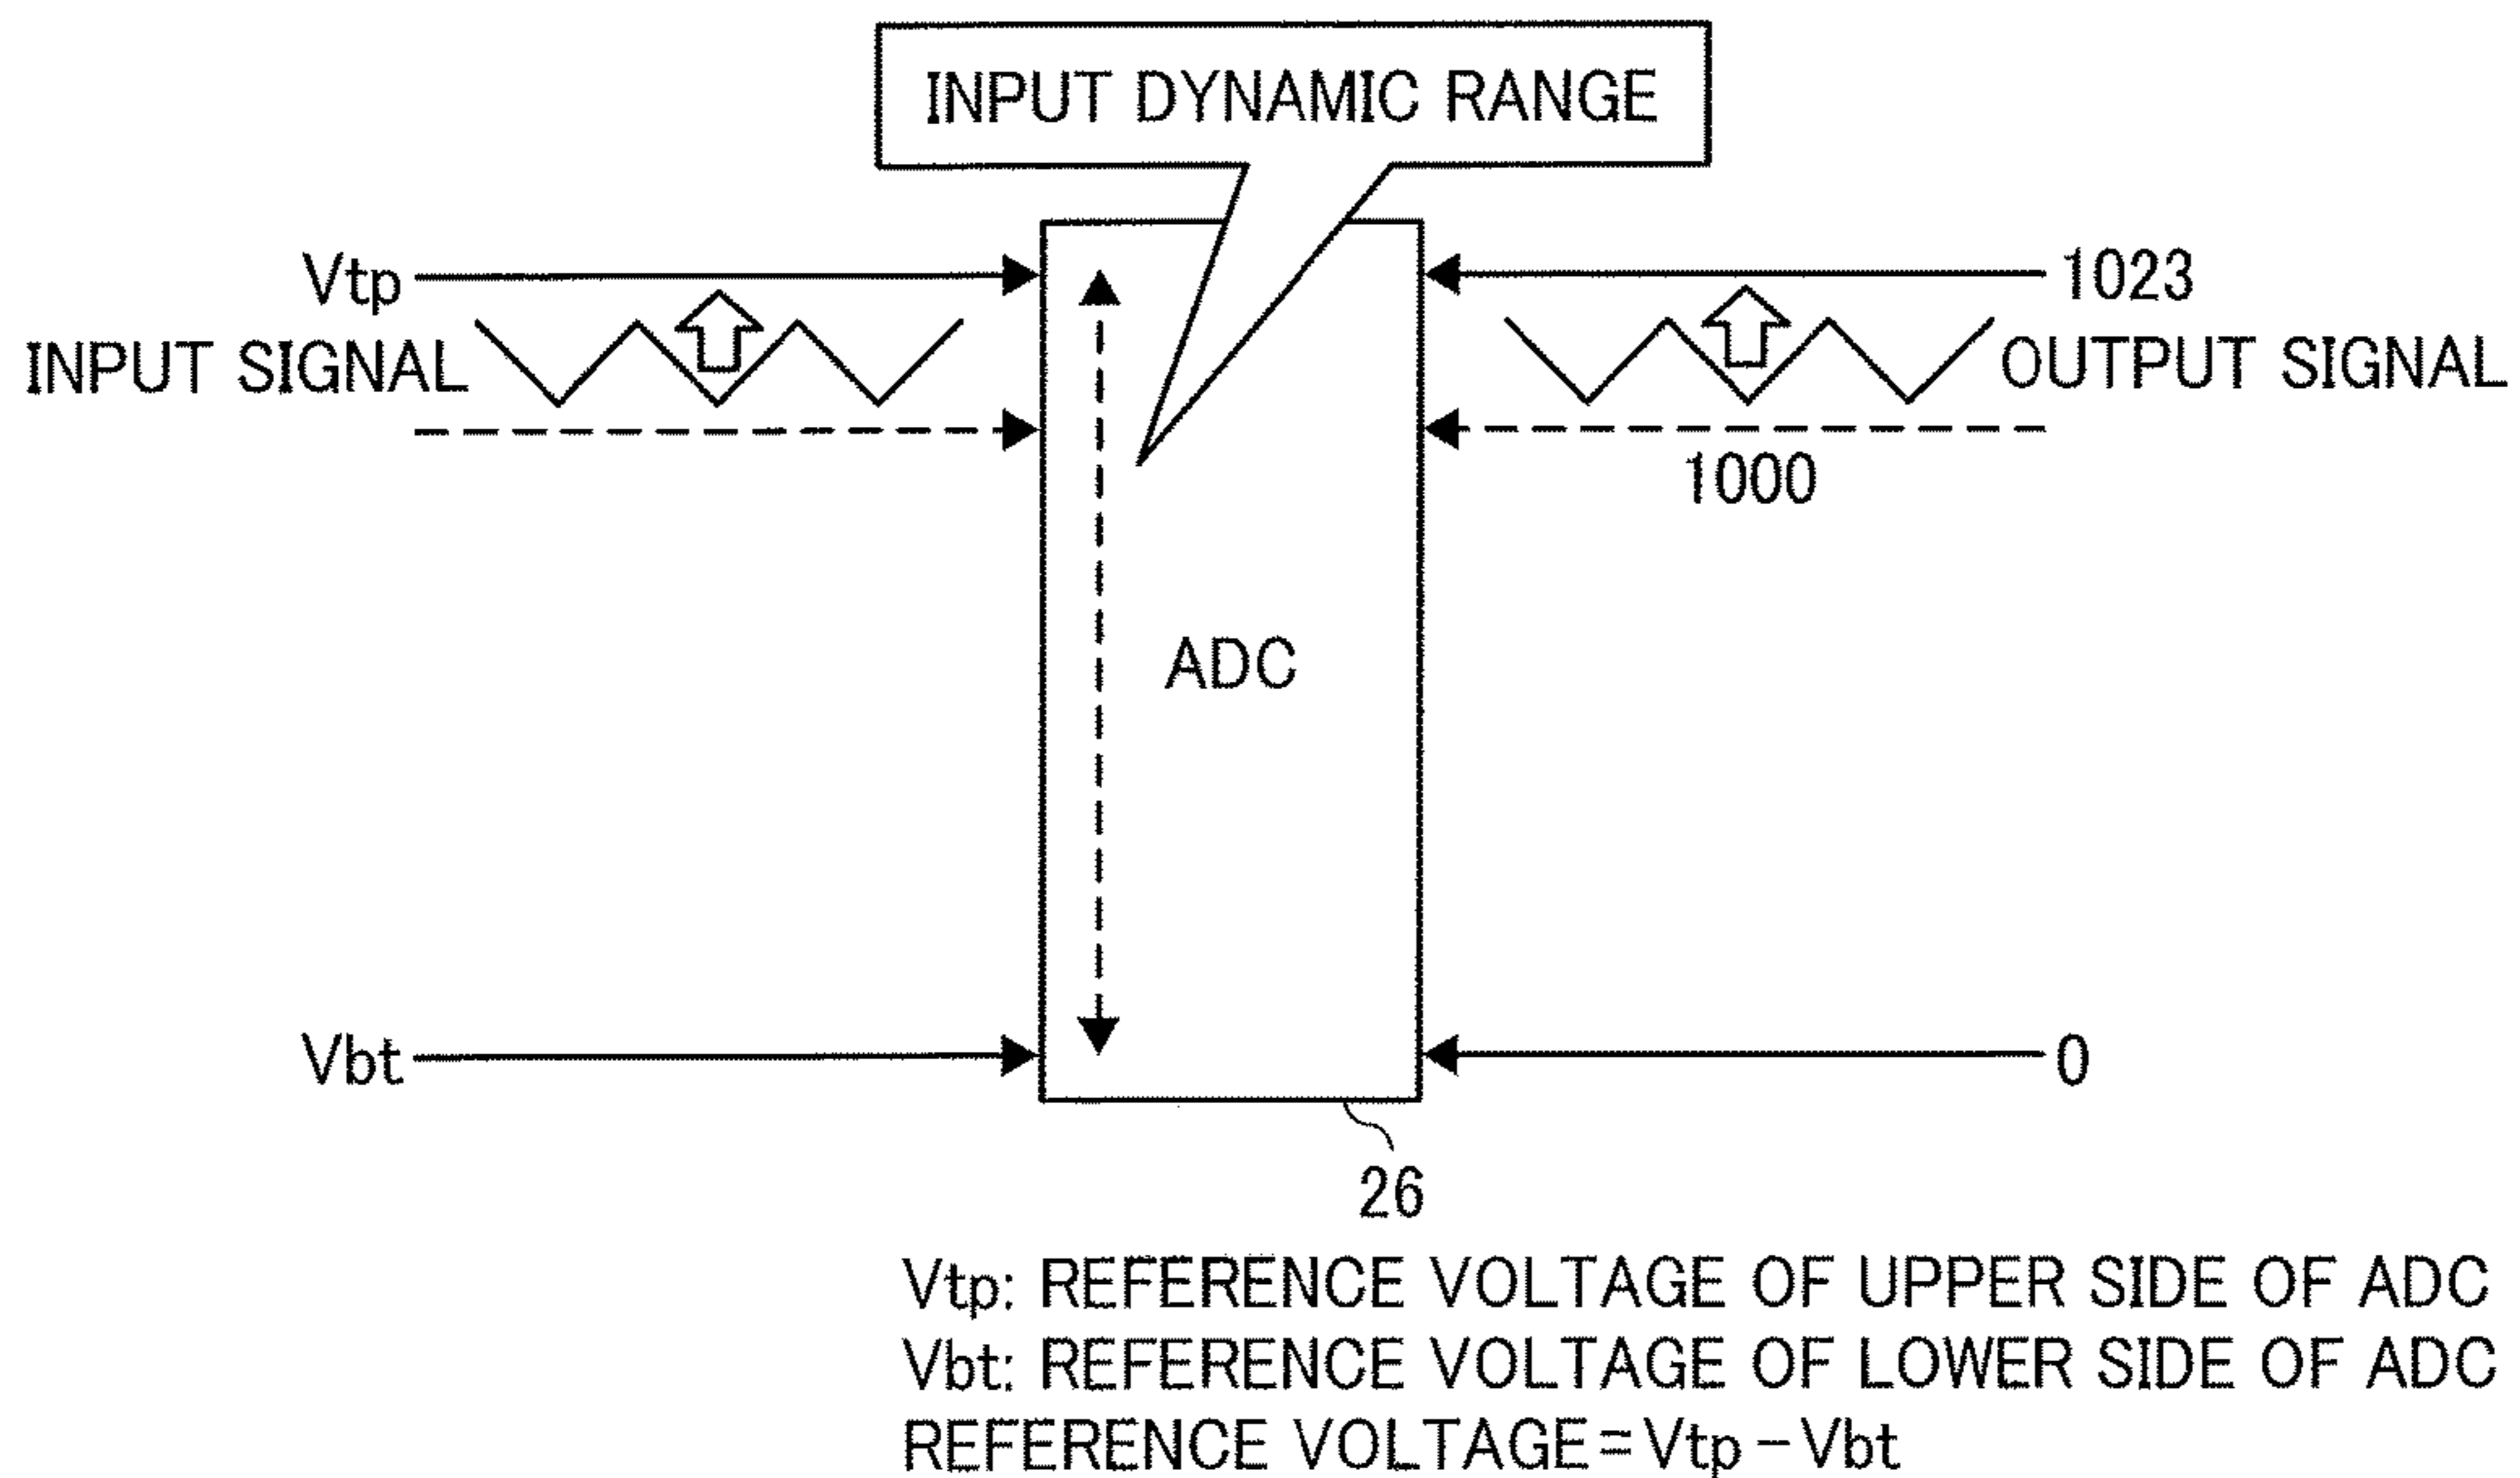 INPUT DYNAMIC RANGE
Vtp
1023
INPUT SIGNAL
OUTPUT SIGNAL
1000
ADC
Vbt
0
26
Vtp: REFERENCE VOLTAGE OF UPPER SIDE OF ADC
Vbt: REFERENCE VOLTAGE OF LOWER SIDE OF ADC
REFERENCE VOLTAGE=Vtp-Vbt